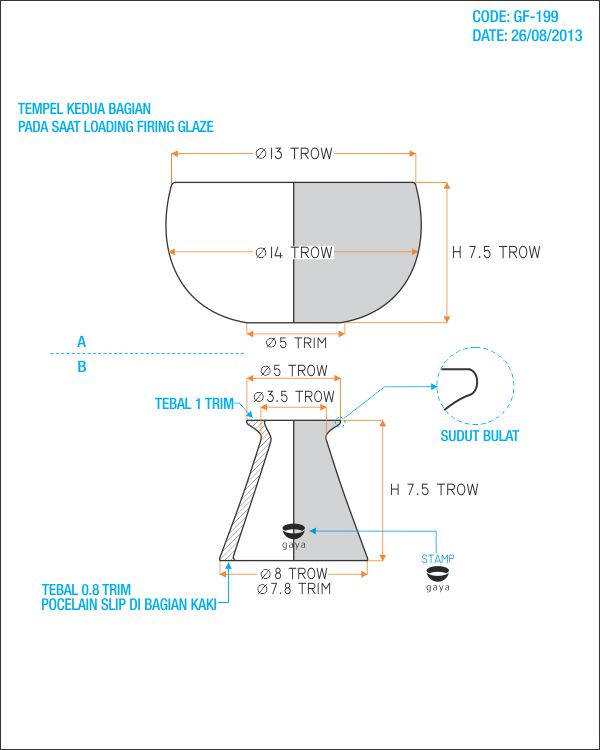 CODE: GF-199
DATE: 26/08/2013
TEMPEL KEDUA BAGIAN
PADA SAAT LOADING FIRING GLAZE
Ø13 TROW
Ø14 TROW
H 7.5 TROW
Ø5 TRIM
A
B
Ø5 TROW
Ø3.5 TROW
TEBAL 1 TRIM
SUDUT BULAT
H 7.5 TROW
gaya
STAMP
gaya
Ø8 TROW
Ø7.8 TRIM
TEBAL 0.8 TRIM
POCELAIN SLIP DI BAGIAN KAKI